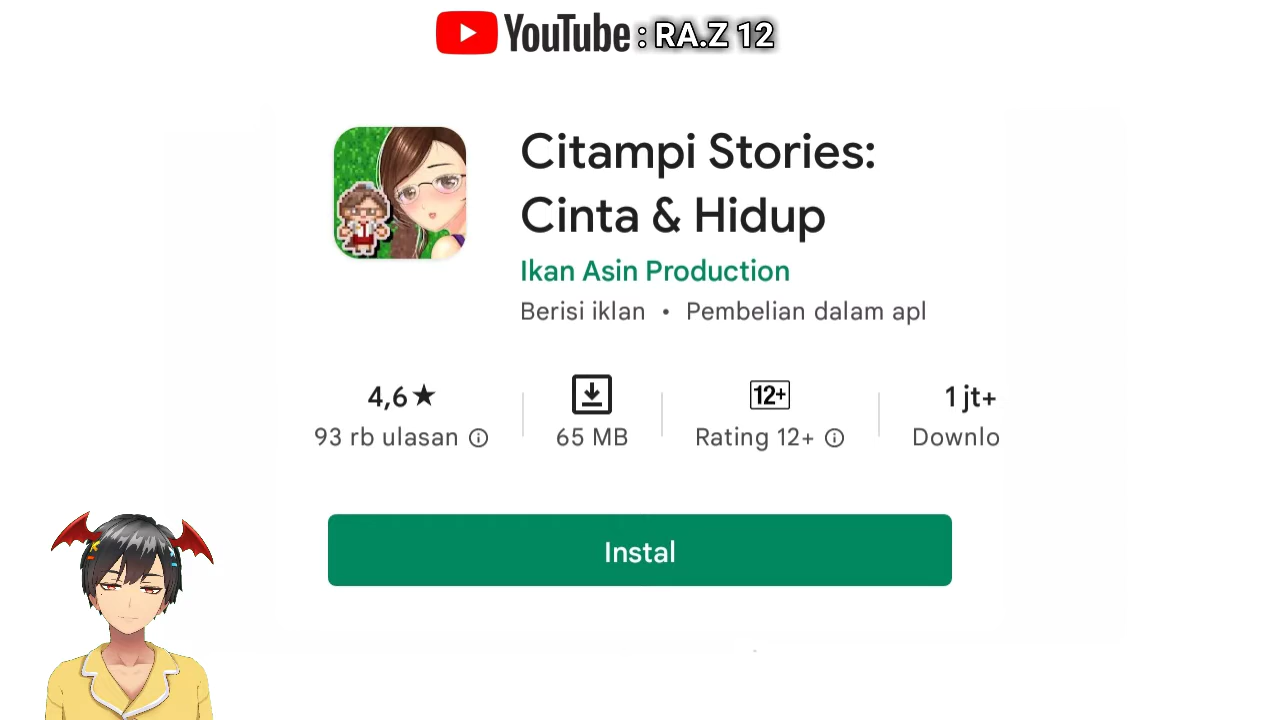 YouTube : RA.Z 12
Citampi Stories:
Cinta & Hidup
Ikan Asin Production
Berisi iklan • Pembelian dalam apl
4,6★ 12+ 1 jt+
93 rb ulasan 65 MB Rating 12+ Downlo
Instal